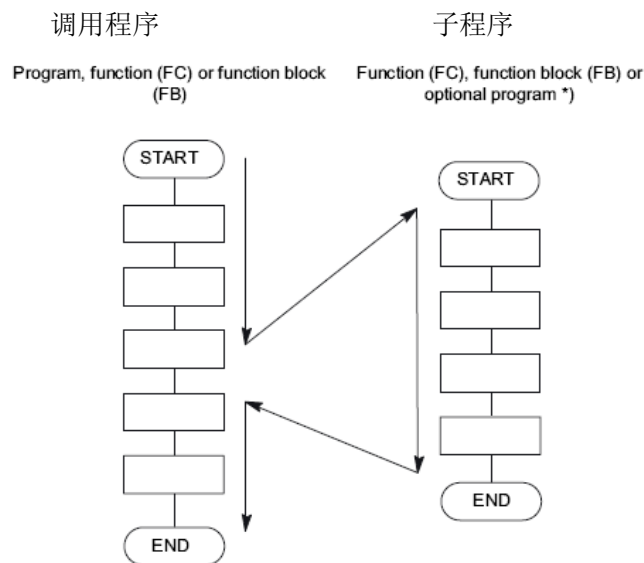 调用程序
子程序
Program, function (FC) or function block
(FB)
Function (FC), function block (FB) or
optional program *)
START
END
START
END